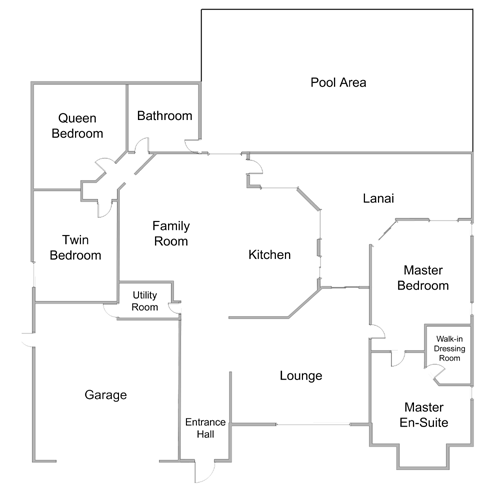 Pool Area
Queen
Bedroom
Bathroom
Lanai
Family
Room
Twin
Bedroom
Kitchen
Master
Bedroom
Utility
Room
Walk-in
Dressing
Room
Lounge
Garage
Master
En-Suite
Entrance
Hall